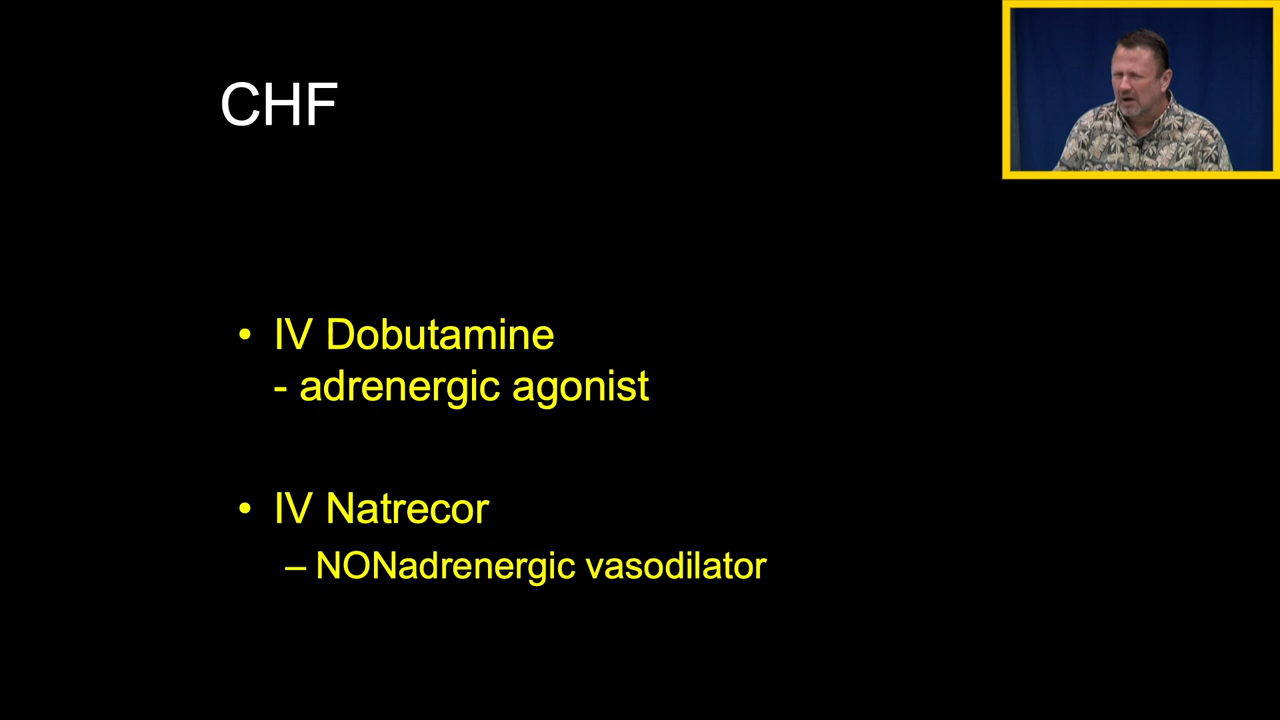 CHF
• IV Dobutamine
- adrenergic agonist
• IV Natrecor
– NONadrenergic vasodilator